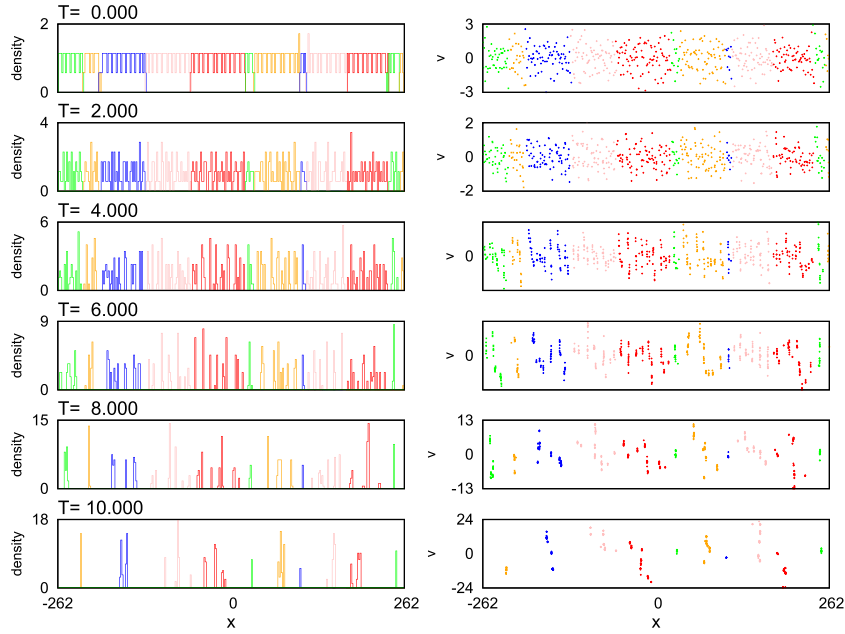 T= 0.000
2
density
0
3
v
0
-3
T= 2.000
4
density
0
2
v
0
-2
T= 4.000
6
density
0
v
0
T= 6.000
9
density
0
v
0
T= 8.000
15
density
0
13
v
0
-13
T= 10.000
18
density
0
24
v
0
-24
-262 0 262
x
-262 0 262
x